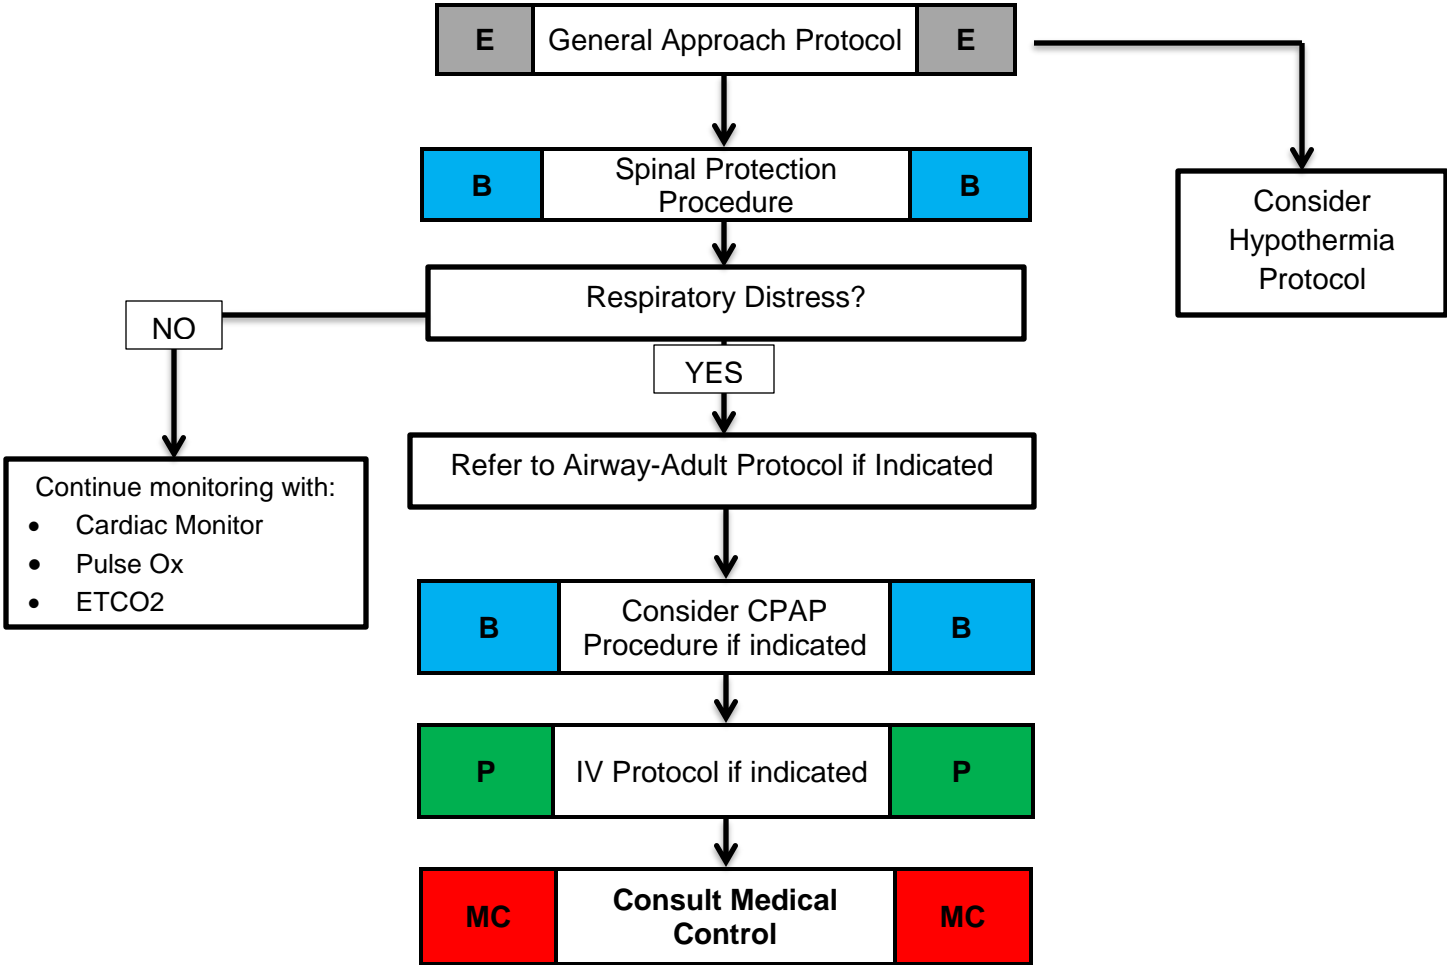 E General Approach Protocol E
B Spinal Protection Procedure B
Consider
Hypothermia
Protocol
Respiratory Distress?
NO
YES
Refer to Airway-Adult Protocol if Indicated
Continue monitoring with:
• Cardiac Monitor
• Pulse Ox
• ETCO2
B Consider CPAP
Procedure if indicated B
P IV Protocol if indicated P
MC Consult Medical
Control MC